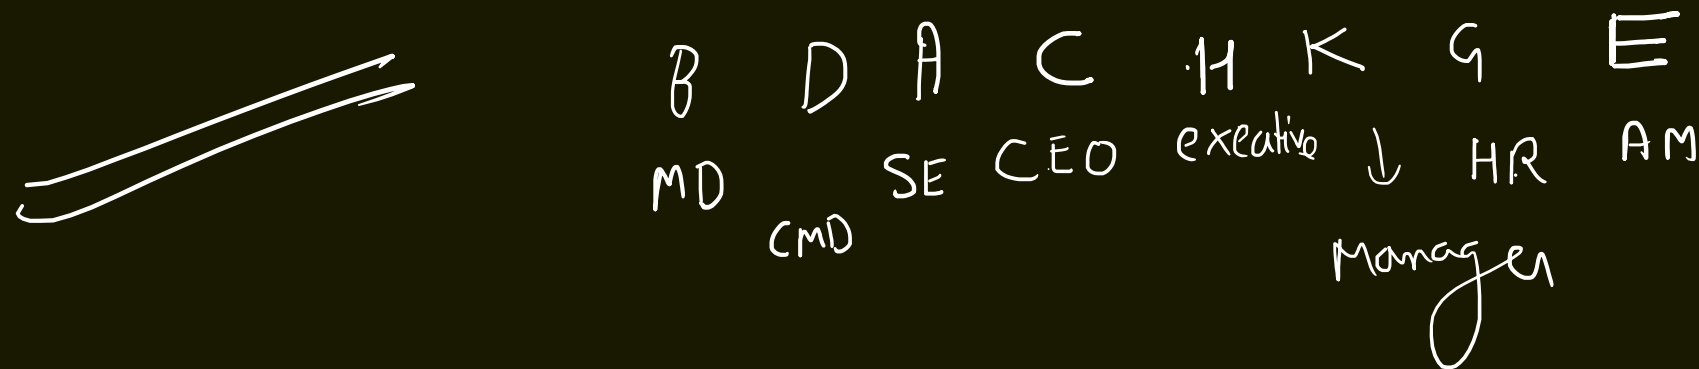 B D A C H K G E
MD CMD SE CEO exeative ↓ HR AM
Manager